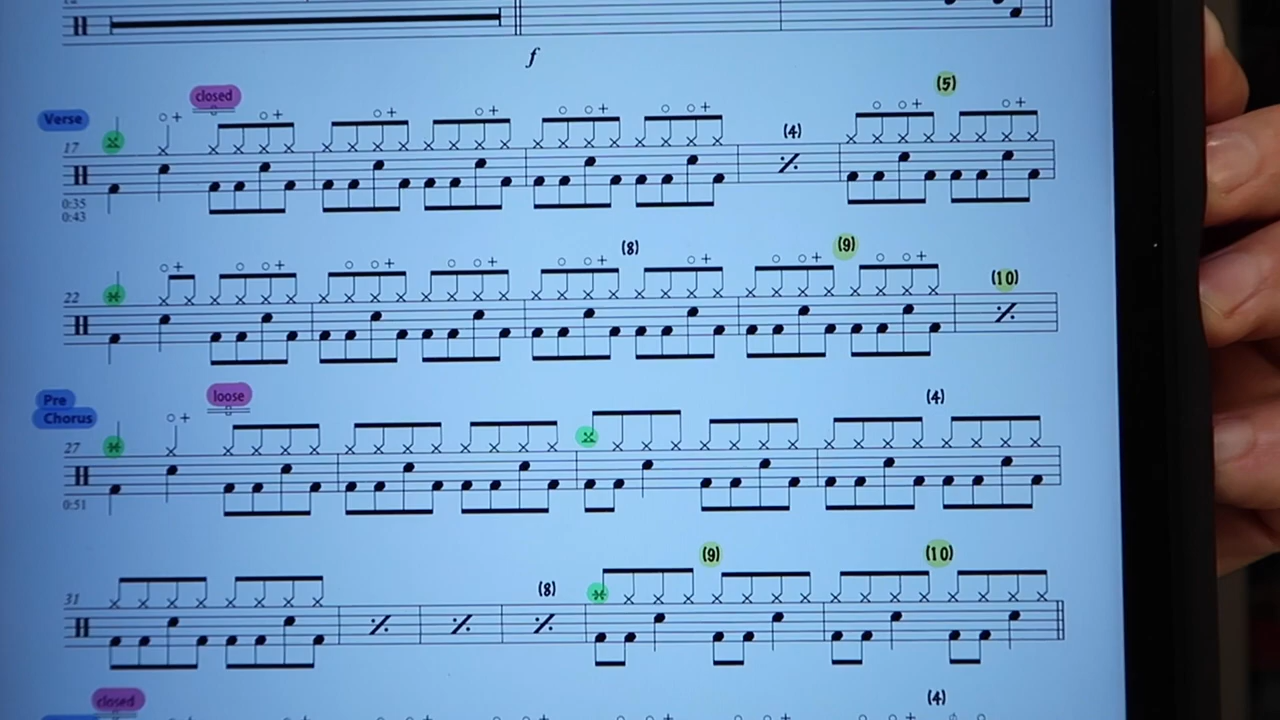 f
closed
(5)
Verse
(4)
17
0:35
0:43
(8)
(9)
(10)
22
Pre
Chorus
loose
(4)
27
0:51
(9)
(10)
(8)
31
closed
(4)